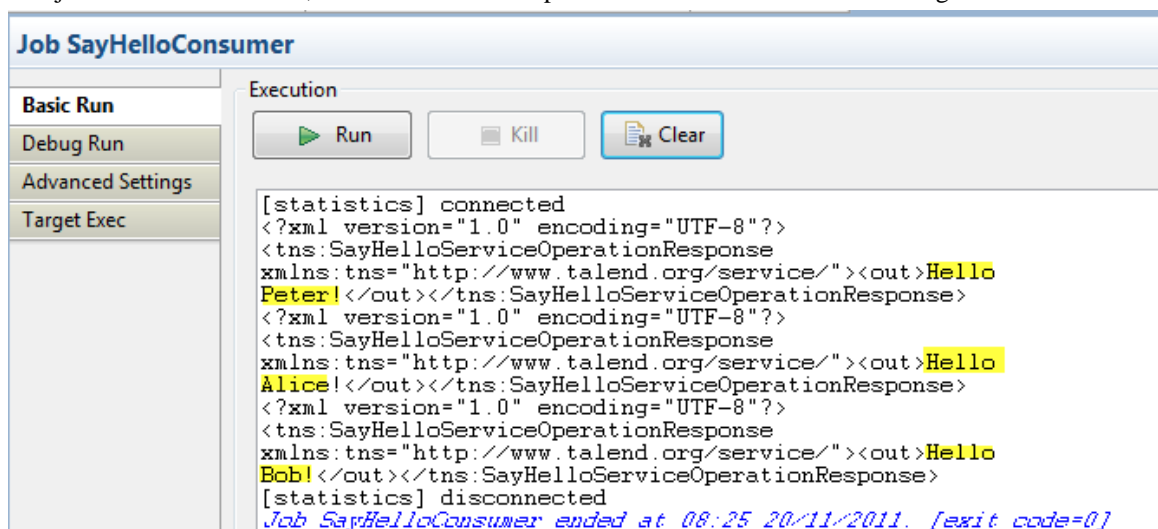 Job SayHelloConsumer
Basic Run
Debug Run
Advanced Settings
Target Exec
Execution
Run
Kill
Clear
[statistics] connected
<?xml version="1.0" encoding="UTF-8"?>
<tns:SayHelloServiceOperationResponse
xmlns:tns="http://www.talend.org/service/"><out>Hello
Peter!</out></tns:SayHelloServiceOperationResponse>
<?xml version="1.0" encoding="UTF-8"?>
<tns:SayHelloServiceOperationResponse
xmlns:tns="http://www.talend.org/service/"><out>Hello
Alice!</out></tns:SayHelloServiceOperationResponse>
<?xml version="1.0" encoding="UTF-8"?>
<tns:SayHelloServiceOperationResponse
xmlns:tns="http://www.talend.org/service/"><out>Hello
Bob!</out></tns:SayHelloServiceOperationResponse>
[statistics] disconnected
Job SayHelloConsumer ended at 08:25 20/11/2011. [exit code=0]